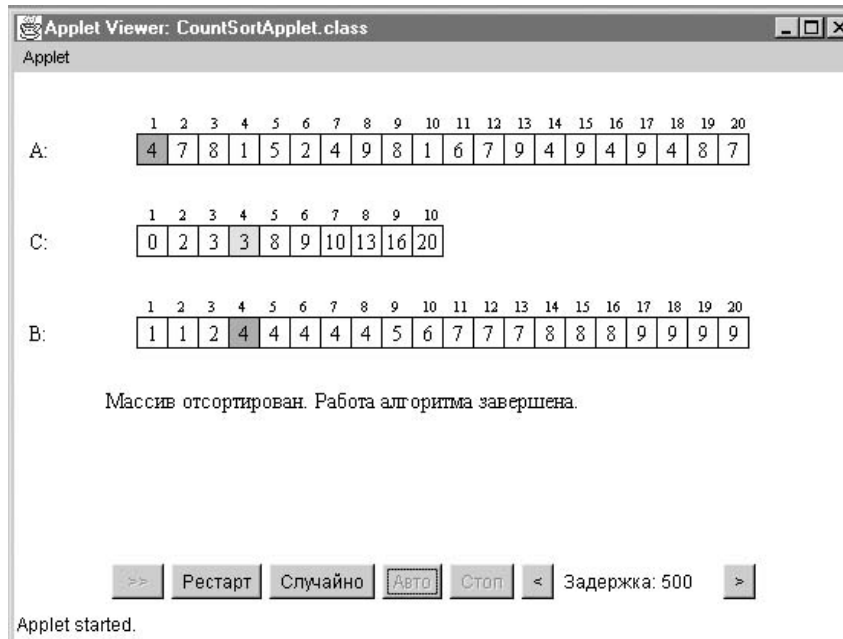 Applet Viewer: CountSortApplet.class
Applet
1 2 3 4 5 6 7 8 9 10 11 12 13 14 15 16 17 18 19 20
A: 4 7 8 1 5 2 4 9 8 1 6 7 9 4 9 4 9 4 8 7
1 2 3 4 5 6 7 8 9 10
C: 0 2 3 3 8 9 10 13 16 20
1 2 3 4 5 6 7 8 9 10 11 12 13 14 15 16 17 18 19 20
B: 1 1 2 4 4 4 4 4 5 6 7 7 7 8 8 8 9 9 9 9
Массив отсортирован. Работа алгоритма завершена.
>> Рестарт Случайно Авто Стоп < Задержка: 500 >
Applet started.